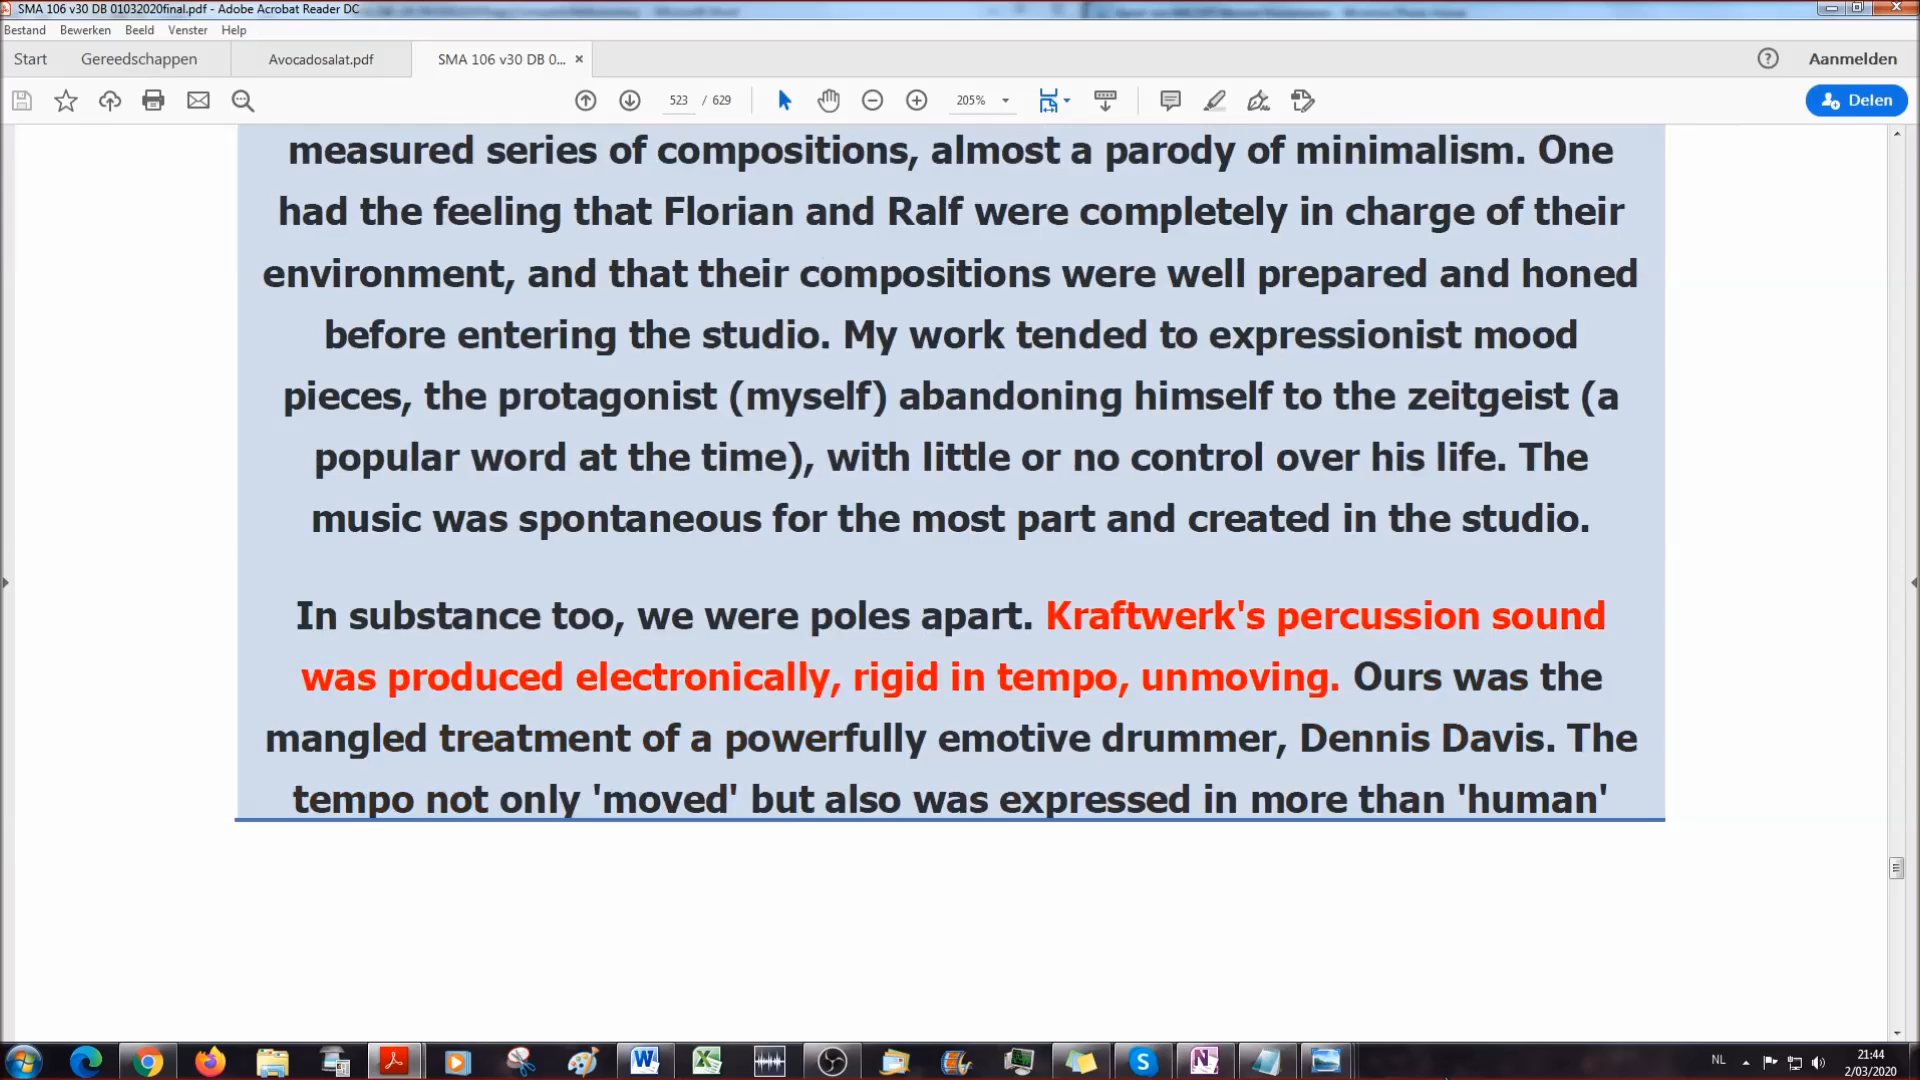 SMA 106 v30 DB 01032020final.pdf - Adobe Acrobat Reader DC
Bestand Bewerken Beeld Venster Help
Start Gereedschappen Avocadosalat.pdf SMA 106 v30 DB 0... × Aanmelden
523 / 629 205% Delen
measured series of compositions, almost a parody of minimalism. One
had the feeling that Florian and Ralf were completely in charge of their
environment, and that their compositions were well prepared and honed
before entering the studio. My work tended to expressionist mood
pieces, the protagonist (myself) abandoning himself to the zeitgeist (a
popular word at the time), with little or no control over his life. The
music was spontaneous for the most part and created in the studio.
In substance too, we were poles apart. Kraftwerk's percussion sound
was produced electronically, rigid in tempo, unmoving. Ours was the
mangled treatment of a powerfully emotive drummer, Dennis Davis. The
tempo not only 'moved' but also was expressed in more than 'human'
NL 21:44
2/03/2020